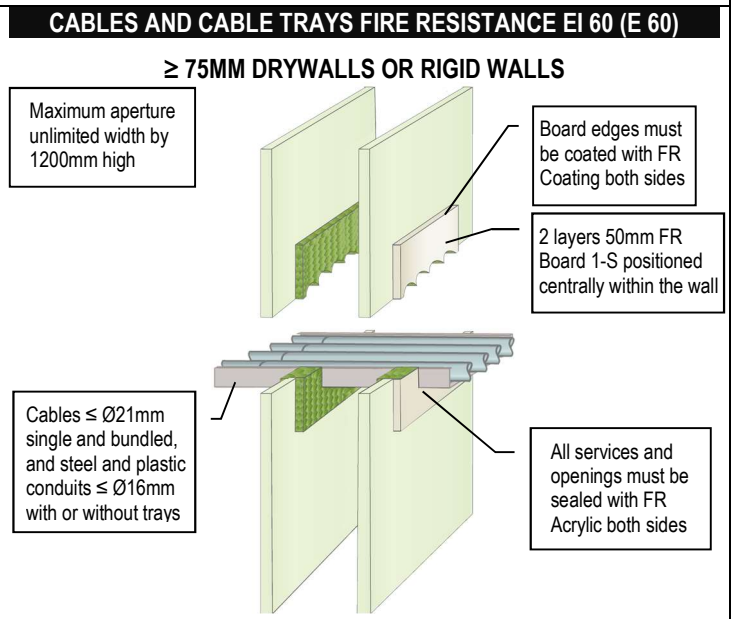 CABLES AND CABLE TRAYS FIRE RESISTANCE EI 60 (E 60)
≥ 75MM DRYWALLS OR RIGID WALLS
Maximum aperture
unlimited width by
1200mm high
Board edges must
be coated with FR
Coating both sides
2 layers 50mm FR
Board 1-S positioned
centrally within the wall
Cables ≤ Ø21mm
single and bundled,
and steel and plastic
conduits ≤ Ø16mm
with or without trays
All services and
openings must be
sealed with FR
Acrylic both sides